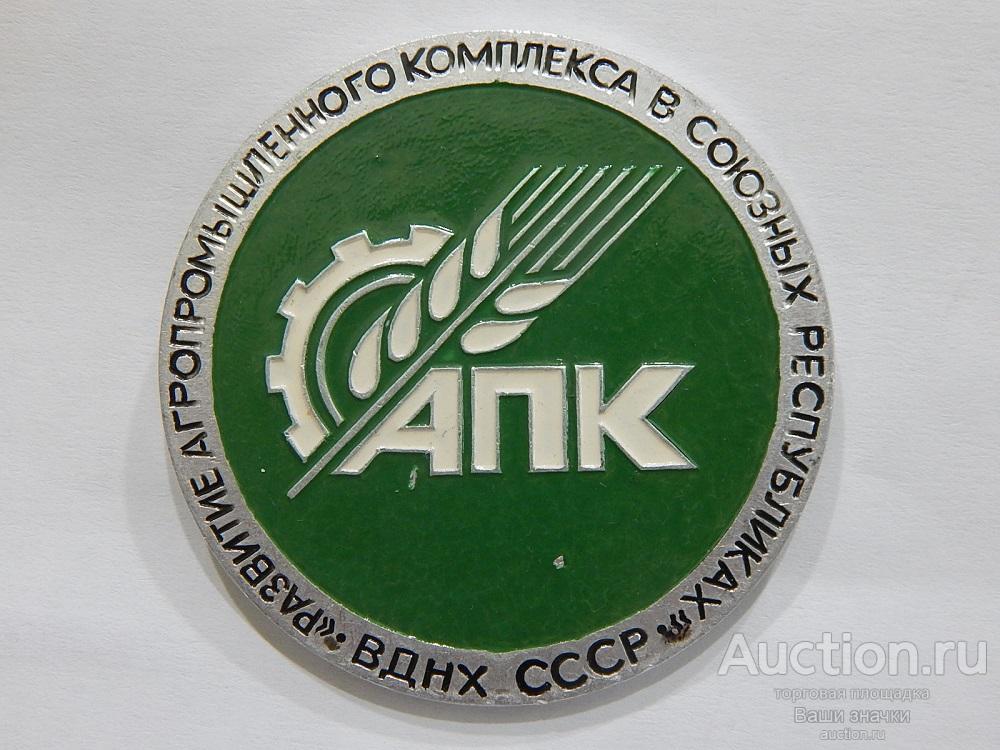 «РАЗВИТИЕ АГРОПРОМЫШЛЕННОГО КОМПЛЕКСА В СОЮЗНЫХ РЕСПУБЛИКАХ»
АПК
ВДНХ СССР
Auction.ru
торговая площадка
Ваши значки
auction.ru